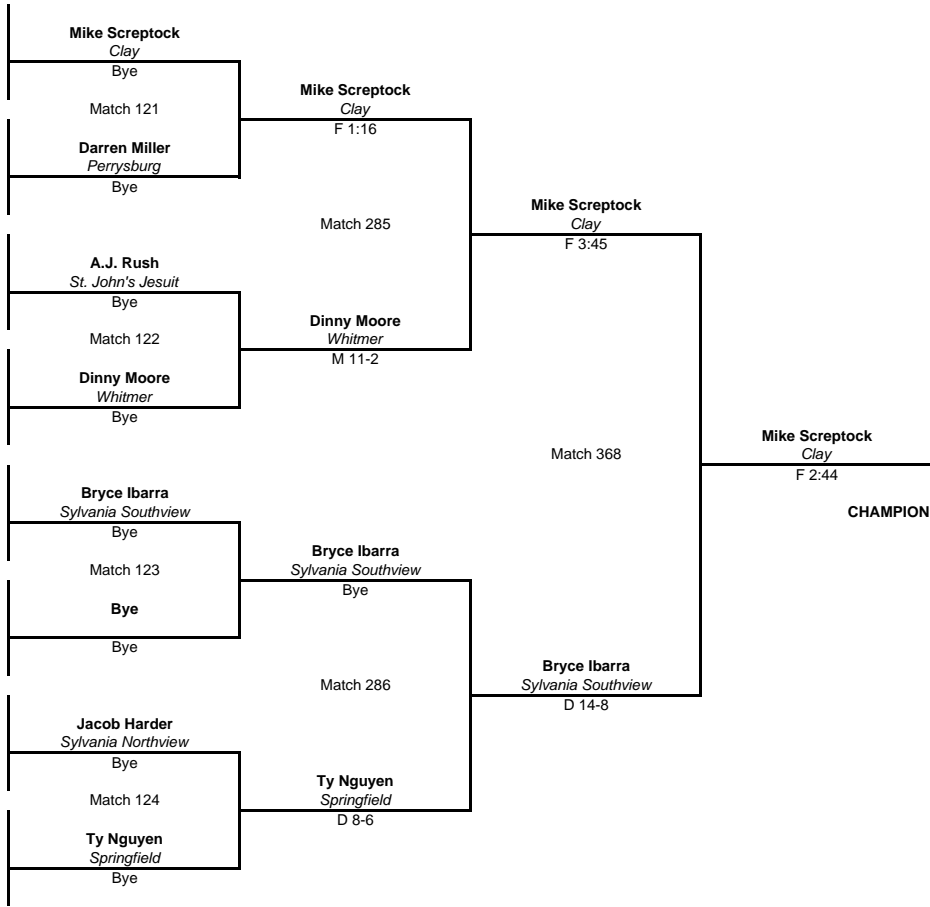 Mike Screptock
Clay
Bye
Match 121
Darren Miller
Perrysburg
Bye
A.J. Rush
St. John's Jesuit
Bye
Match 122
Dinny Moore
Whitmer
Bye
Bryce Ibarra
Sylvania Southview
Bye
Match 123
Bye
Bye
Jacob Harder
Sylvania Northview
Bye
Match 124
Ty Nguyen
Springfield
Bye
Mike Screptock
Clay
F 1:16
Match 285
Dinny Moore
Whitmer
M 11-2
Bryce Ibarra
Sylvania Southview
Bye
Match 286
Ty Nguyen
Springfield
D 8-6
Mike Screptock
Clay
F 3:45
Match 368
Bryce Ibarra
Sylvania Southview
D 14-8
Mike Screptock
Clay
F 2:44
CHAMPION